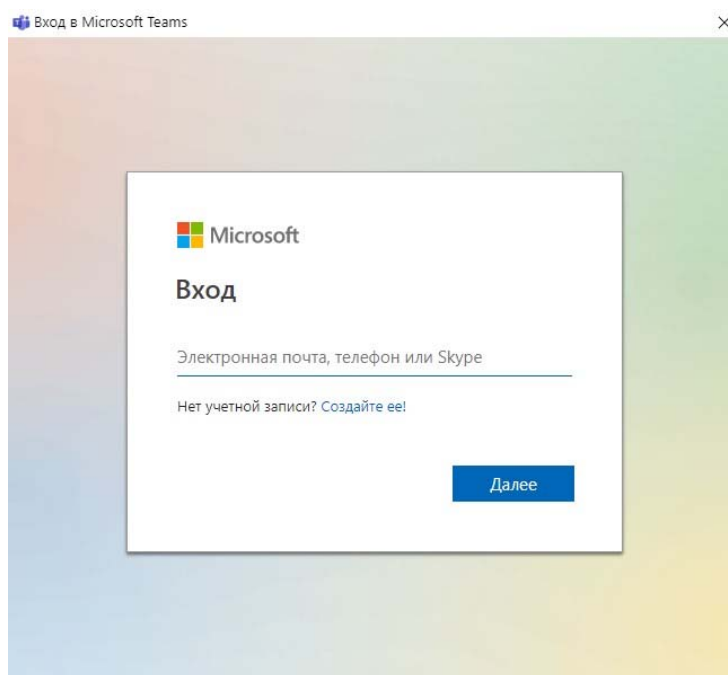 Вход в Microsoft Teams
Microsoft
Вход
Электронная почта, телефон или Skype
Нет учетной записи? Создайте ее!
Далее